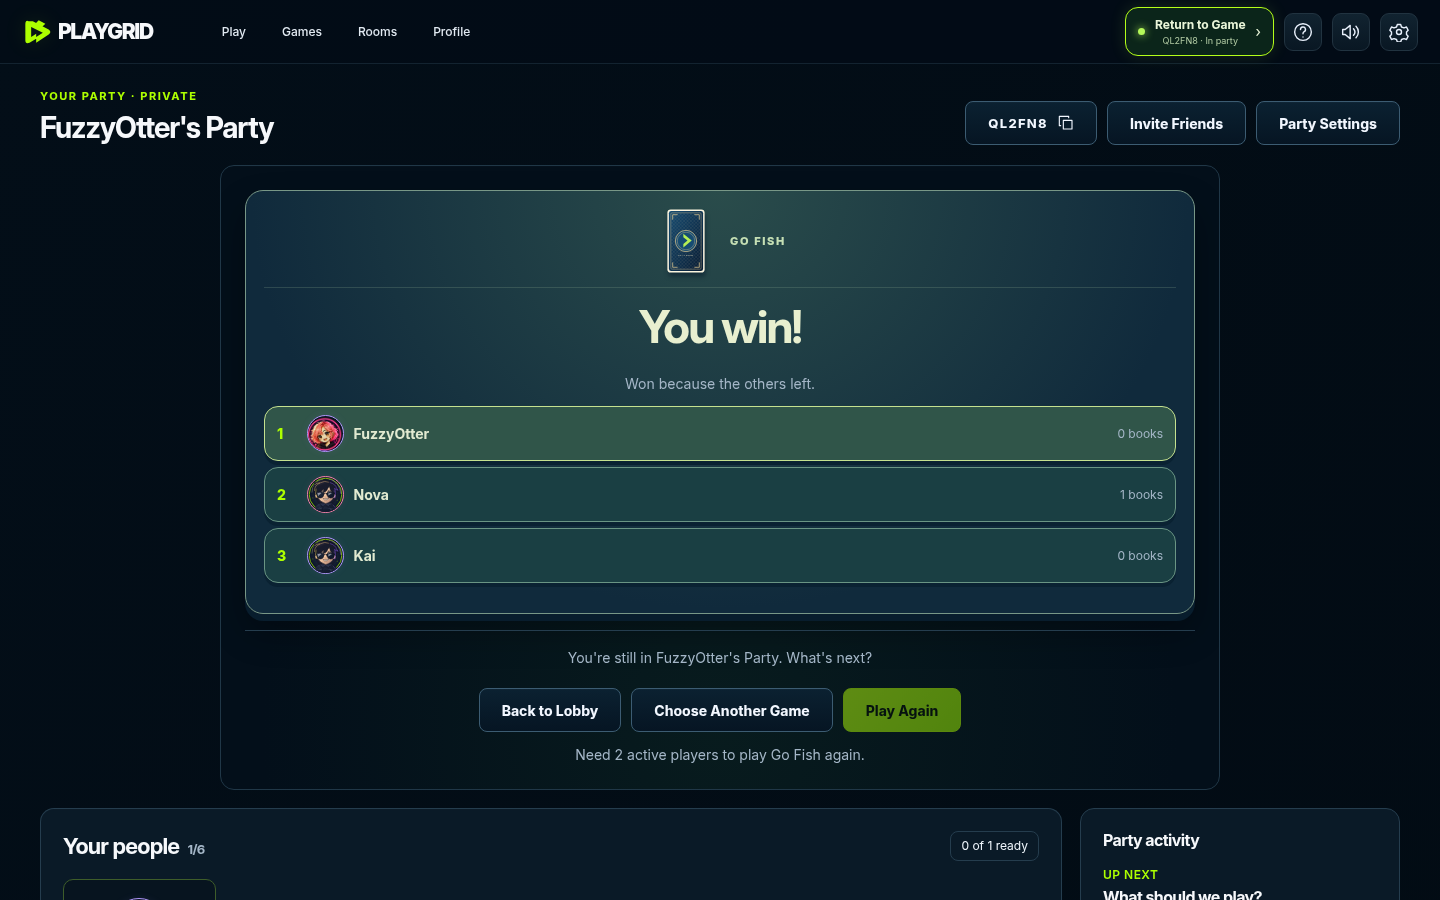 PLAYGRID
Play
Games
Rooms
Profile
Return to Game
QL2FN8 · In party
YOUR PARTY · PRIVATE
FuzzyOtter's Party
QL2FN8
Invite Friends
Party Settings
GO FISH
You win!
Won because the others left.
1 FuzzyOtter 0 books
2 Nova 1 books
3 Kai 0 books
You're still in FuzzyOtter's Party. What's next?
Back to Lobby
Choose Another Game
Play Again
Need 2 active players to play Go Fish again.
Your people 1/6
0 of 1 ready
Party activity
UP NEXT
What should we play?